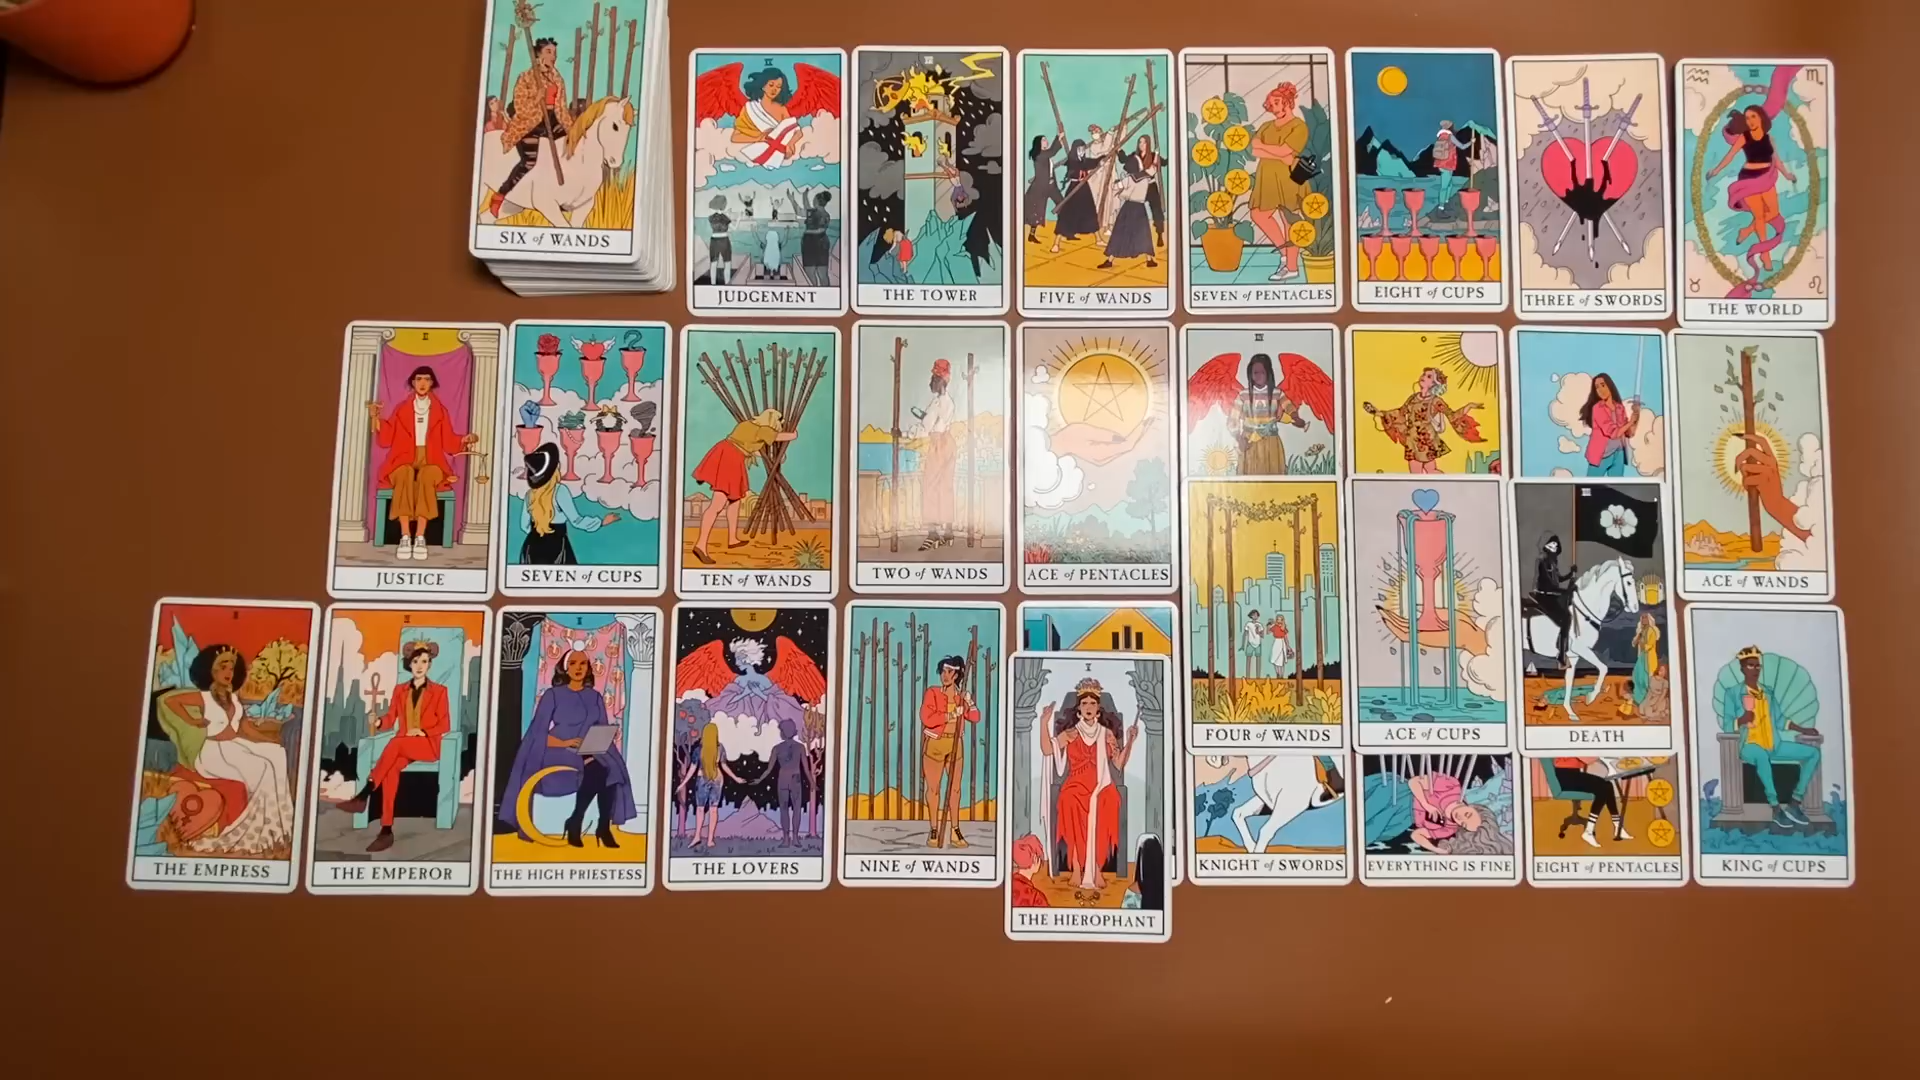 SIX of WANDS
JUDGEMENT
THE TOWER
FIVE of WANDS
SEVEN of PENTACLES
EIGHT of CUPS
THREE of SWORDS
THE WORLD
JUSTICE
SEVEN of CUPS
TEN of WANDS
TWO of WANDS
ACE of PENTACLES
ACE of WANDS
FOUR of WANDS
ACE of CUPS
DEATH
THE EMPRESS
THE EMPEROR
THE HIGH PRIESTESS
THE LOVERS
NINE of WANDS
THE HIEROPHANT
KNIGHT of SWORDS
EVERYTHING IS FINE
EIGHT of PENTACLES
KING of CUPS